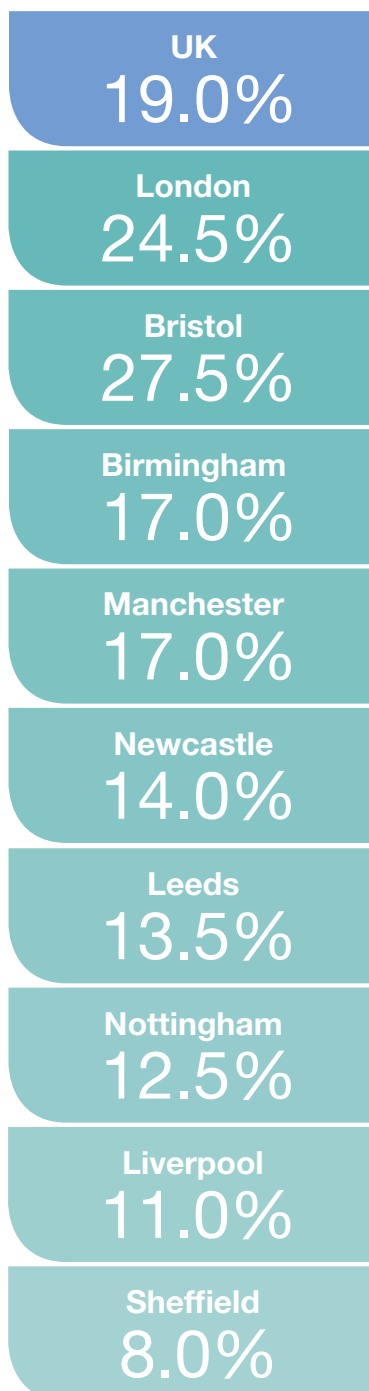 UK
19.0%
London
24.5%
Bristol
27.5%
Birmingham
17.0%
Manchester
17.0%
Newcastle
14.0%
Leeds
13.5%
Nottingham
12.5%
Liverpool
11.0%
Sheffield
8.0%